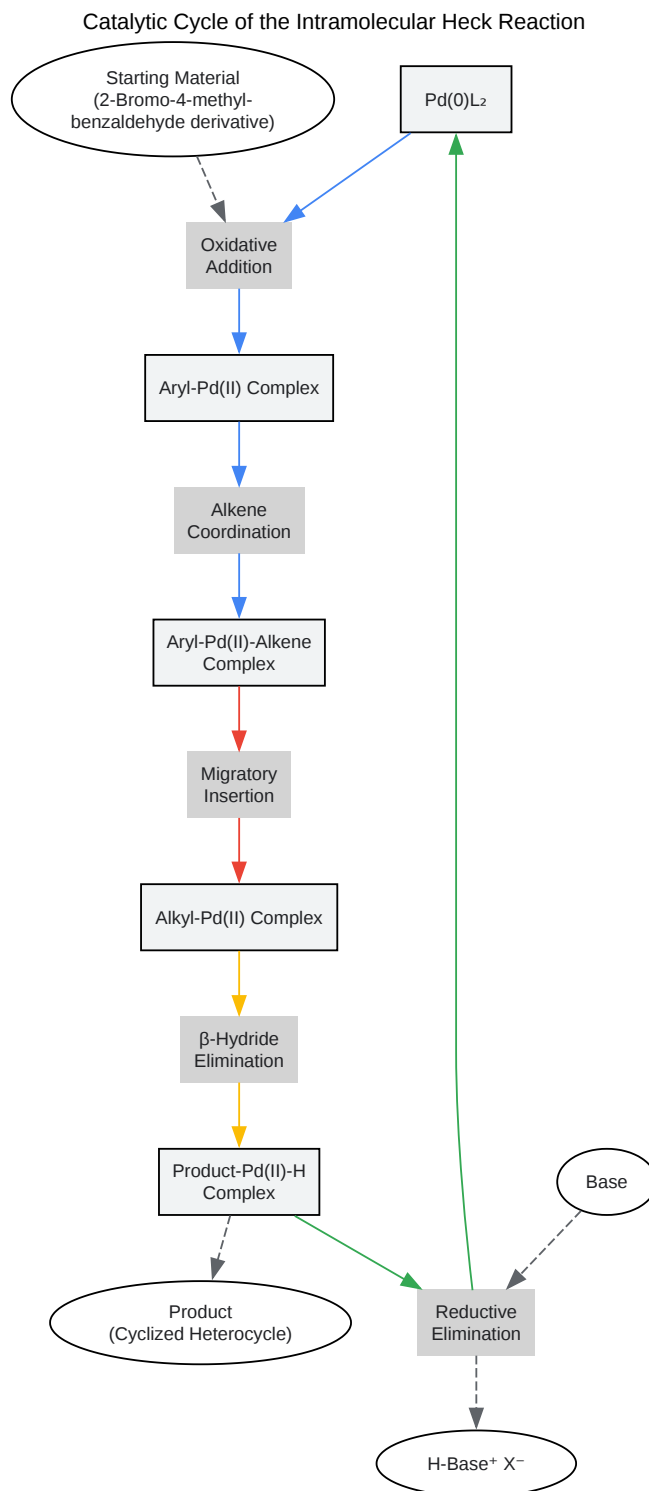 Catalytic Cycle of the Intramolecular Heck Reaction
Starting Material
(2-Bromo-4-methyl-
benzaldehyde derivative)
Pd(0)L₂
Oxidative
Addition
Aryl-Pd(II) Complex
Alkene
Coordination
Aryl-Pd(II)-Alkene
Complex
Migratory
Insertion
Alkyl-Pd(II) Complex
β-Hydride
Elimination
Product-Pd(II)-H
Complex
Base
Product
(Cyclized Heterocycle)
Reductive
Elimination
H-Base⁺ X⁻